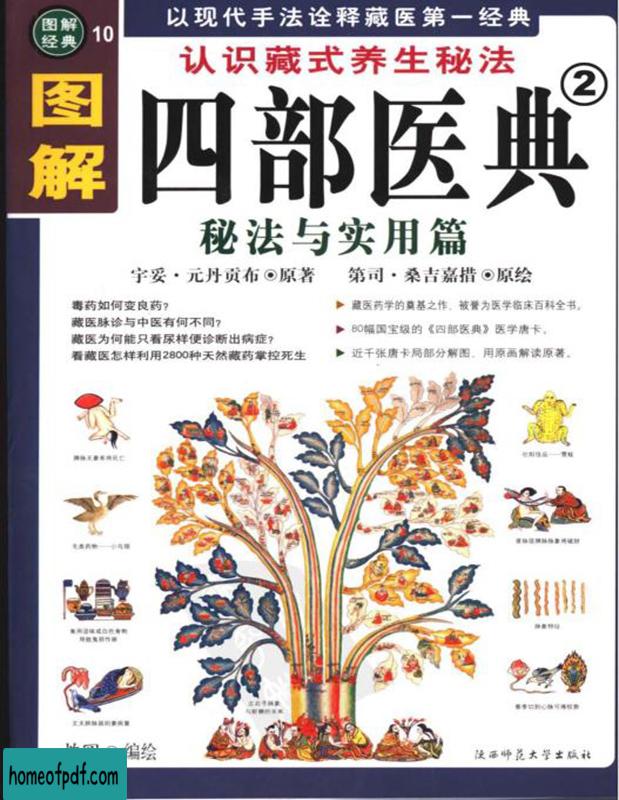 以现代手法诠释藏医第一经典
图解
经典
10
认识藏式养生秘法
图解
四部医典
2
秘法与实用篇
宇妥·元丹贡布◉原著 第司·桑吉嘉措◉原绘
毒药如何变良药?
藏医脉诊与中医有何不同?
藏医为何能只看尿样便诊断出病症?
看藏医怎样利用2800种天然藏药掌控死生
▶ 藏医药学的奠基之作，被誉为医学临床百科全书。
▶ 80幅国宝级的《四部医典》医学唐卡。
▶ 近千张唐卡局部分解图，用原画解读原著。
编绘
陕西师范大学出版社
homeofpdf.com